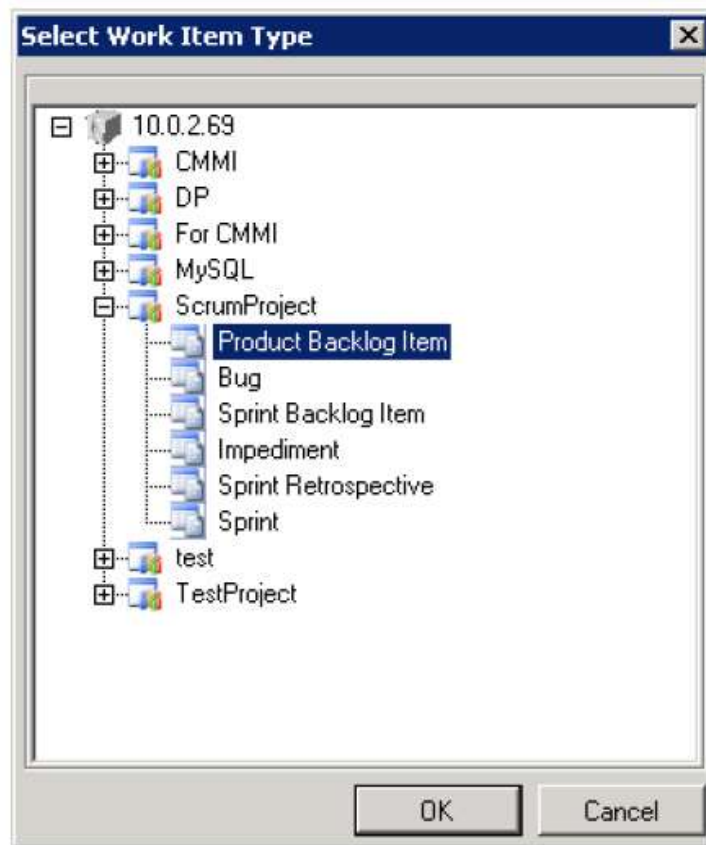 Select Work Item Type
10.0.2.69
CMMI
DP
For CMMI
MySQL
ScrumProject
Product Backlog Item
Bug
Sprint Backlog Item
Impediment
Sprint Retrospective
Sprint
test
TestProject
OK Cancel